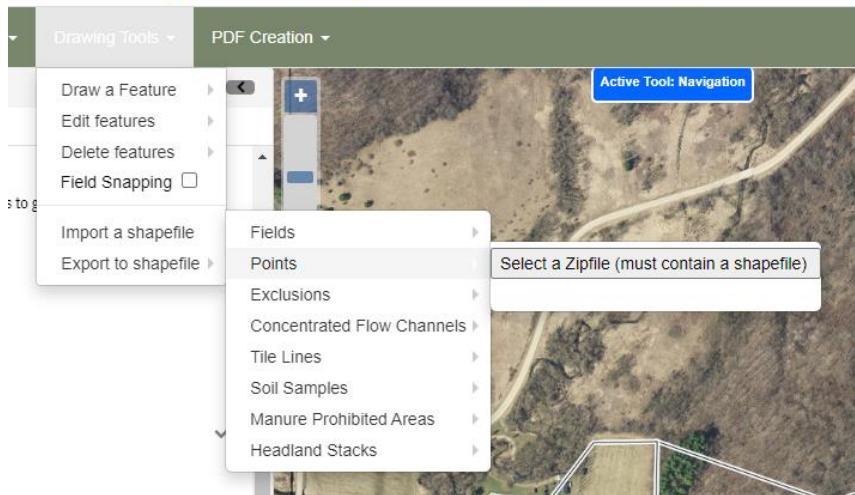 Drawing Tools
PDF Creation
Draw a Feature
Edit features
Delete features
Field Snapping
Import a shapefile
Export to shapefile
Fields
Points
Exclusions
Concentrated Flow Channels
Tile Lines
Soil Samples
Manure Prohibited Areas
Headland Stacks
Select a Zipfile (must contain a shapefile)
Active Tool: Navigation
+
s to g